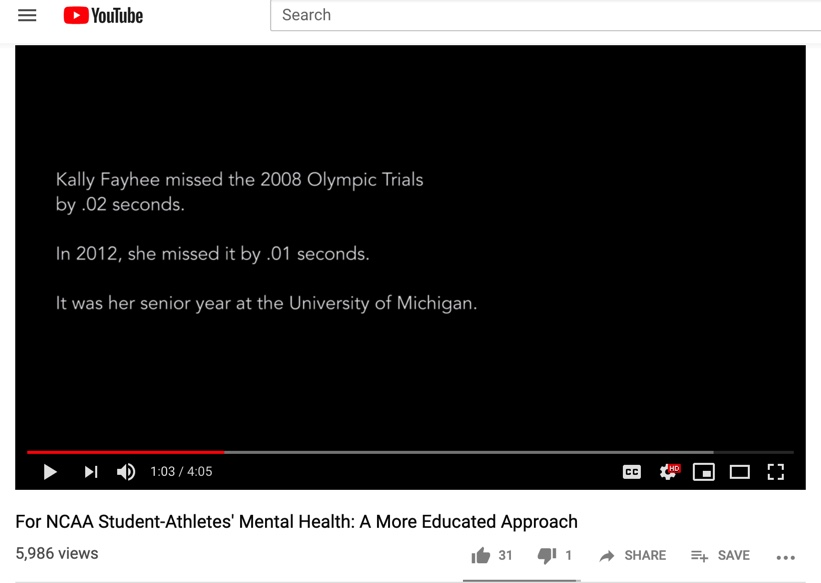 YouTube
Search
Kally Fayhee missed the 2008 Olympic Trials
by .02 seconds.
In 2012, she missed it by .01 seconds.
It was her senior year at the University of Michigan.
1:03 / 4:05
CC
HD
For NCAA Student-Athletes' Mental Health: A More Educated Approach
5,986 views
31
1
SHARE
SAVE